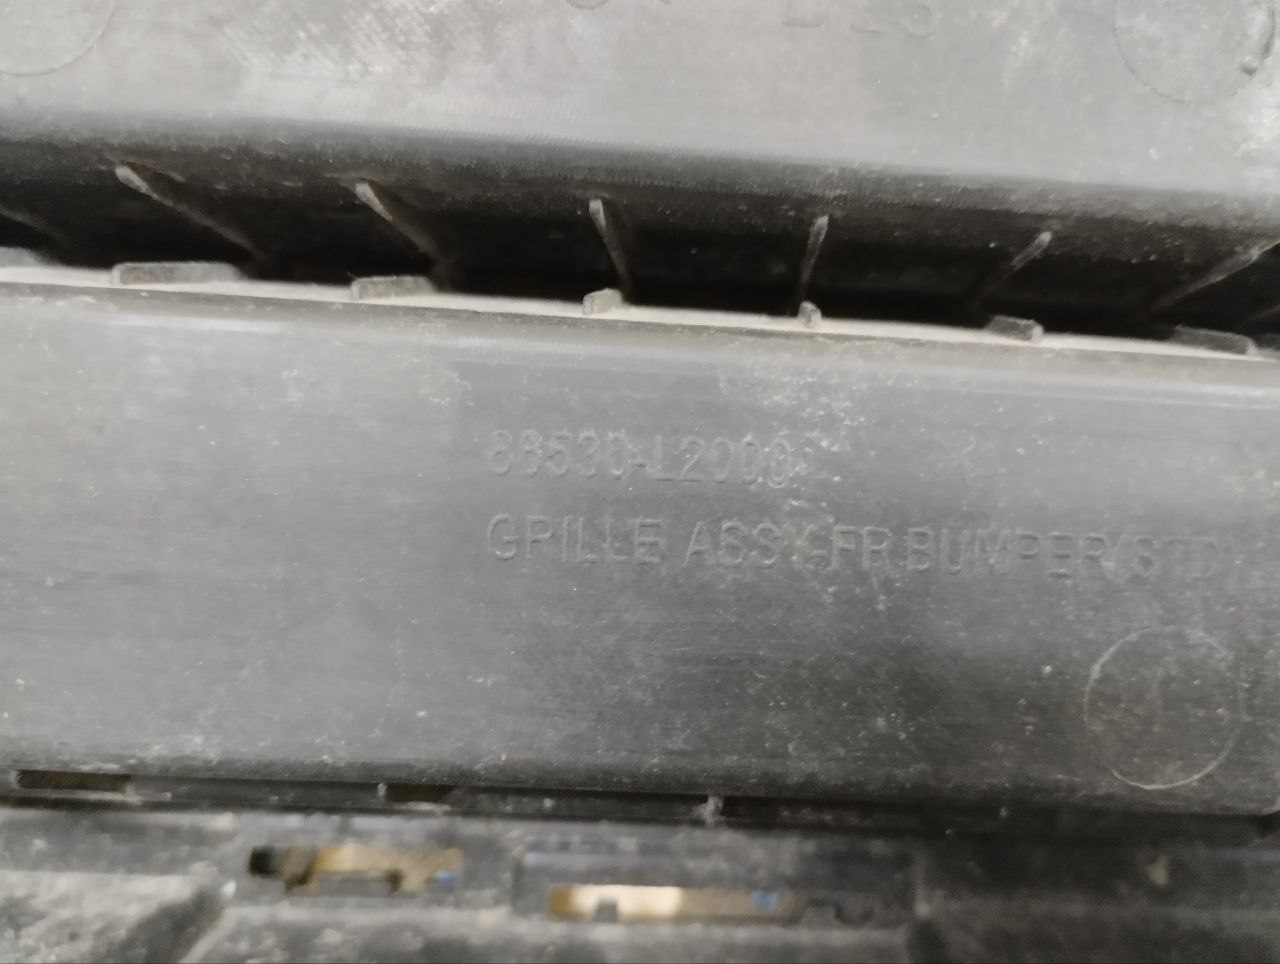 86530-L2000
GRILLE ASSY-FR BUMPER(STD)